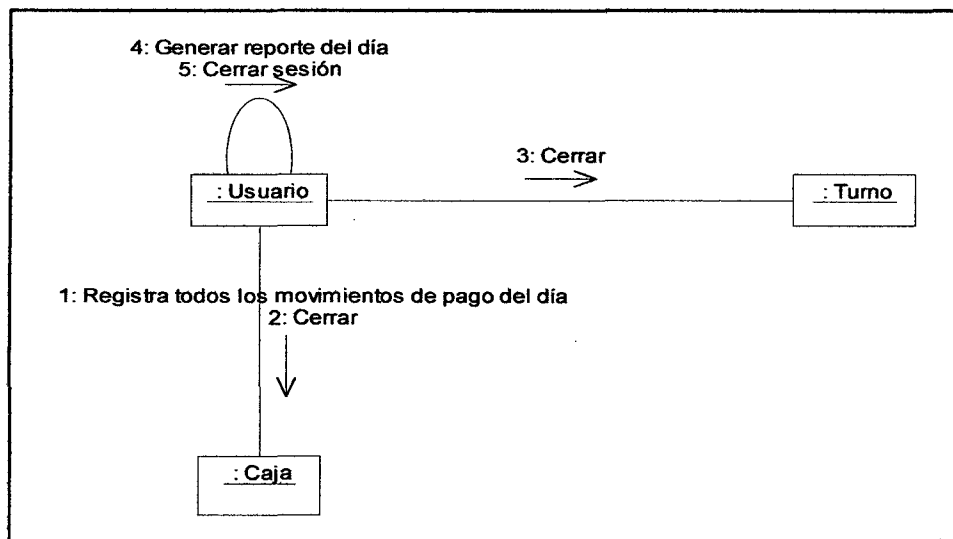 4: Generar reporte del día
5: Cerrar sesión
3: Cerrar
: Usuario
: Turno
1: Registra todos los movimientos de pago del día
2: Cerrar
: Caja